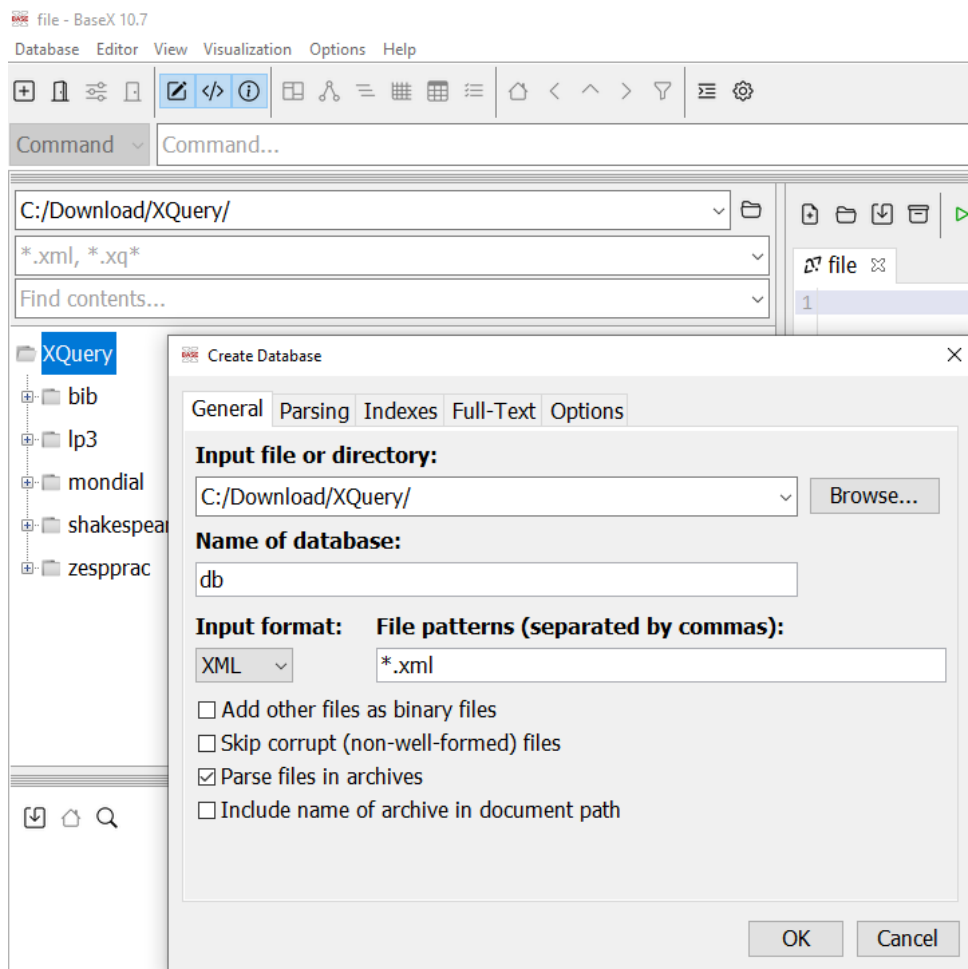 BASE file - BaseX 10.7
Database Editor View Visualization Options Help
Command Command...
C:/Download/XQuery/
*.xml, *.xq*
file
Find contents...
1
XQuery
bib
lp3
mondial
shakespear
zespprac
BASE Create Database
General Parsing Indexes Full-Text Options
Input file or directory:
C:/Download/XQuery/ Browse...
Name of database:
db
Input format: File patterns (separated by commas):
XML *.xml
Add other files as binary files
Skip corrupt (non-well-formed) files
Parse files in archives
Include name of archive in document path
OK Cancel